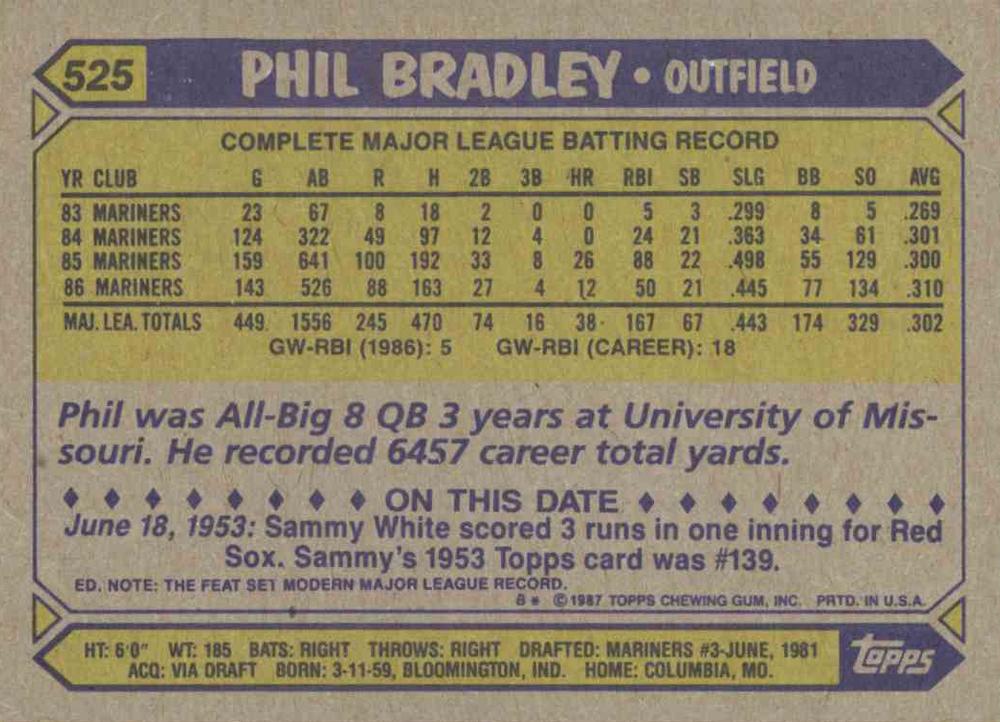 525 PHIL BRADLEY • OUTFIELD
COMPLETE MAJOR LEAGUE BATTING RECORD
YR CLUB G AB R H 2B 3B HR RBI SB SLG BB SO AVG
83 MARINERS 23 67 8 18 2 0 0 5 3 .299 8 5 .269
84 MARINERS 124 322 49 97 12 4 0 24 21 .363 34 61 .301
85 MARINERS 159 641 100 192 33 8 26 88 22 .498 55 129 .300
86 MARINERS 143 526 88 163 27 4 12 50 21 .445 77 134 .310
MAJ. LEA. TOTALS 449 1556 245 470 74 16 38 167 67 .443 174 329 .302
GW-RBI (1986): 5 GW-RBI (CAREER): 18
Phil was All-Big 8 QB 3 years at University of Mis-
souri. He recorded 6457 career total yards.
♦ ♦ ♦ ♦ ♦ ♦ ♦ ♦ ON THIS DATE ♦ ♦ ♦ ♦ ♦ ♦ ♦ ♦
June 18, 1953: Sammy White scored 3 runs in one inning for Red
Sox. Sammy's 1953 Topps card was #139.
ED. NOTE: THE FEAT SET MODERN MAJOR LEAGUE RECORD.
8* © 1987 TOPPS CHEWING GUM, INC. PRTD. IN U.S.A.
HT: 6'0" WT: 185 BATS: RIGHT THROWS: RIGHT DRAFTED: MARINERS #3-JUNE, 1981
ACQ: VIA DRAFT BORN: 3-11-59, BLOOMINGTON, IND. HOME: COLUMBIA, MO.
Topps